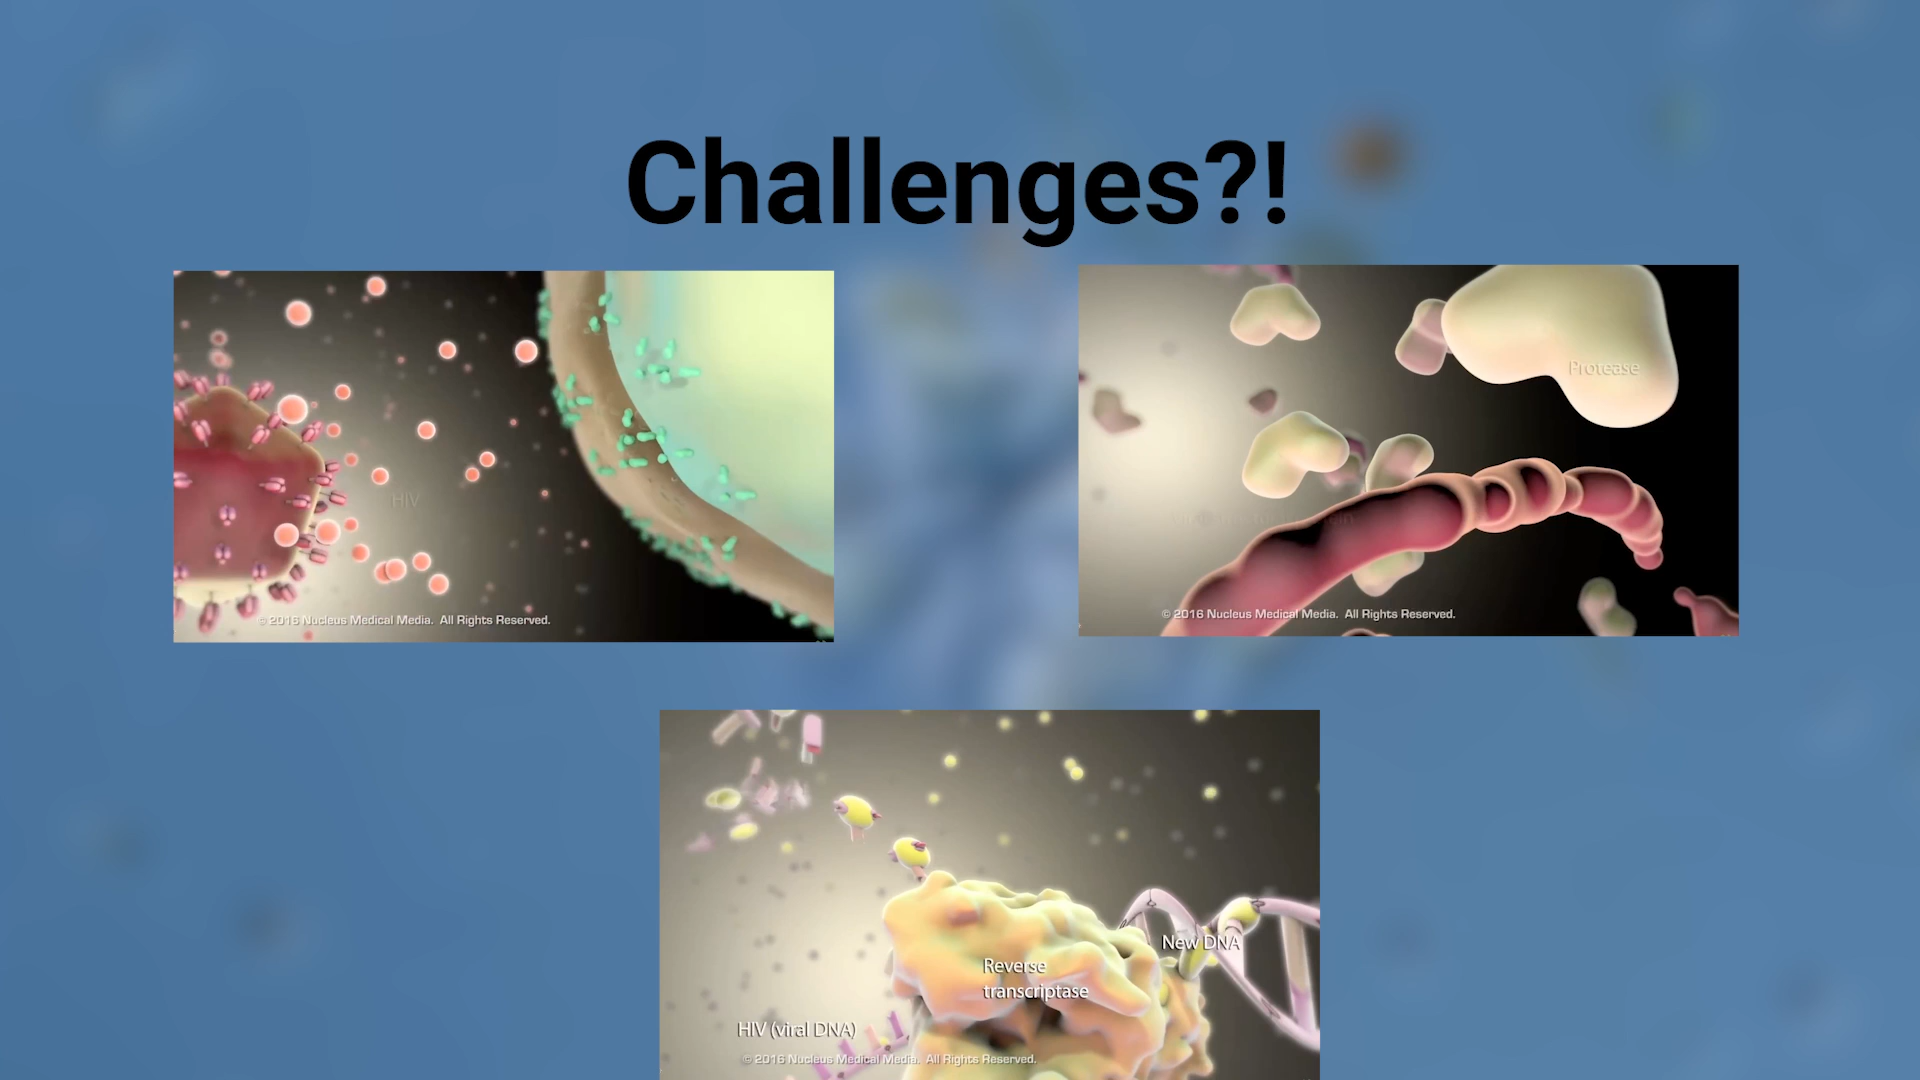 Challenges?!
HIV
© 2016 Nucleus Medical Media. All Rights Reserved.
Protease
© 2016 Nucleus Medical Media. All Rights Reserved.
New DNA
Reverse
transcriptase
HIV (viral DNA)
© 2016 Nucleus Medical Media. All Rights Reserved.